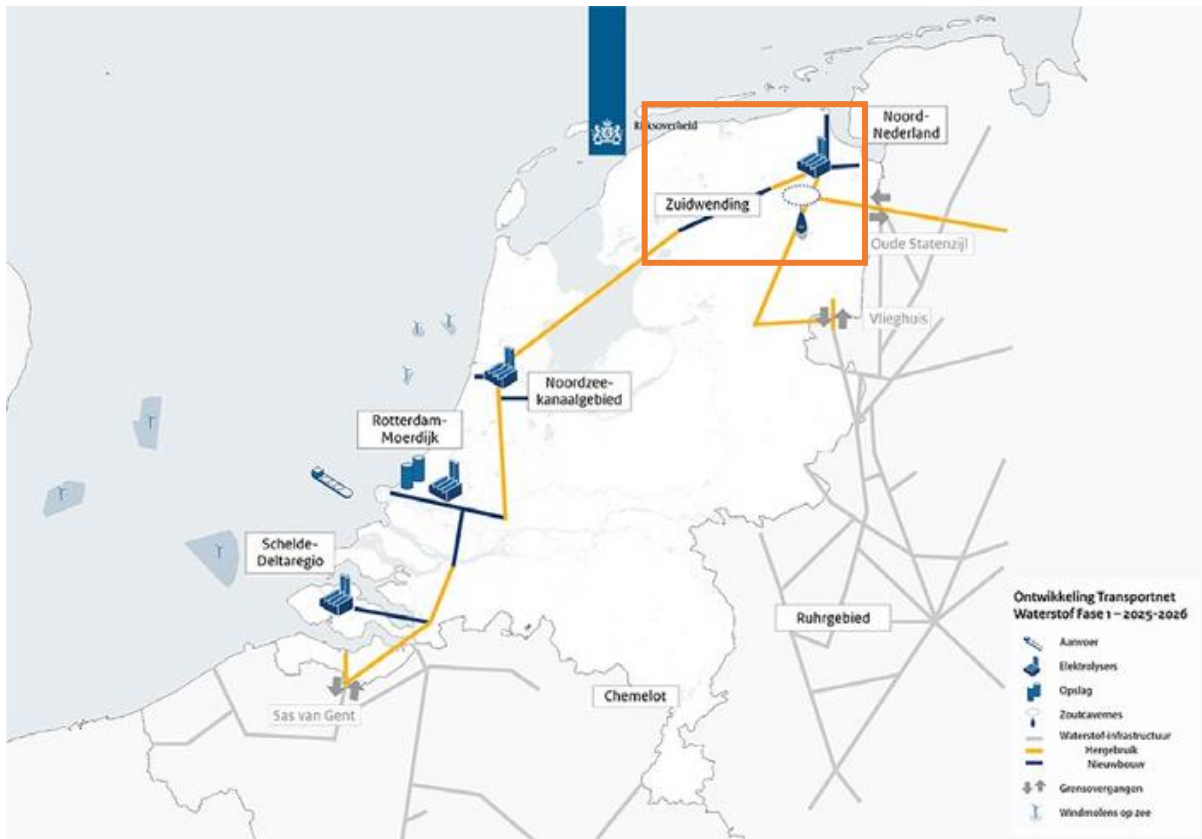 Rijksoverheid
Noord-
Nederland
Zuidwending
Oude Statenzijl
Vlieghuis
Noordzee-
kanaalgebied
Rotterdam-
Moerdijk
Schelde-
Deltaregio
Ruhrgebied
Chemelot
Sas van Gent
Ontwikkeling Transportnet
Waterstof Fase 1 – 2025-2026
Aanvoer
Elektrolysers
Opslag
Zoutcavernes
Waterstof-infrastructuur
Hergebruik
Nieuwbouw
Grensovergangen
Windmolens op zee